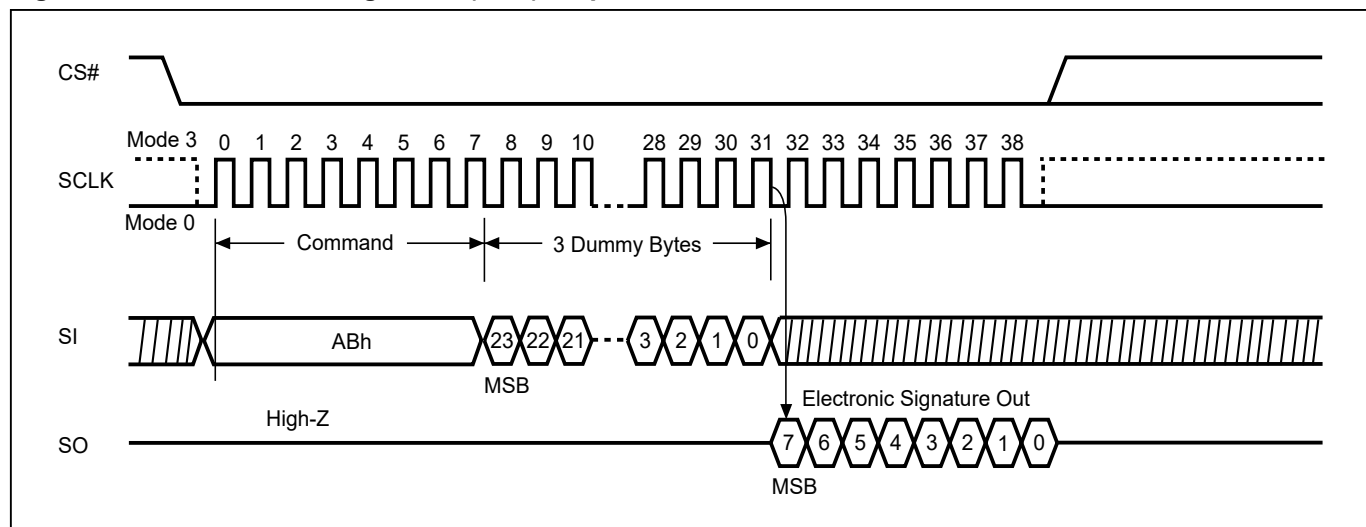 CS#
Mode 3 0 1 2 3 4 5 6 7 8 9 10 28 29 30 31 32 33 34 35 36 37 38
SCLK
Mode 0
Command 3 Dummy Bytes
SI ABh 23 22 21 3 2 1 0
MSB
Electronic Signature Out
High-Z
SO 7 6 5 4 3 2 1 0
MSB